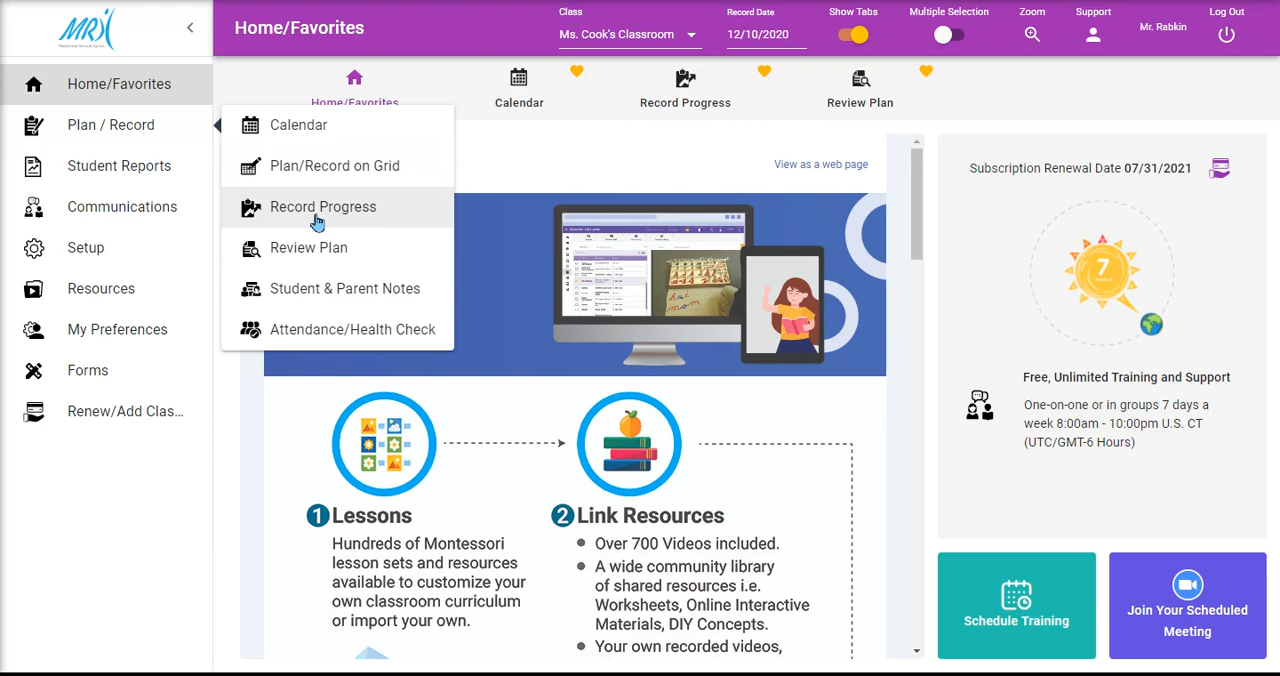 MRX
Home/Favorites
Class
Ms. Cook's Classroom
Record Date
12/10/2020
Show Tabs
Multiple Selection
Zoom
Support
Mr. Rabkin
Log Out
Home/Favorites
Plan / Record
Student Reports
Communications
Setup
Resources
My Preferences
Forms
Renew/Add Clas...
Home/Favorites
Calendar
Record Progress
Review Plan
Calendar
Plan/Record on Grid
Record Progress
Review Plan
Student & Parent Notes
Attendance/Health Check
View as a web page
1 Lessons
Hundreds of Montessori
lesson sets and resources
available to customize your
own classroom curriculum
or import your own.
2 Link Resources
• Over 700 Videos included.
• A wide community library
of shared resources i.e.
Worksheets, Online Interactive
Materials, DIY Concepts.
• Your own recorded videos,
Subscription Renewal Date 07/31/2021
7
Free, Unlimited Training and Support
One-on-one or in groups 7 days a
week 8:00am - 10:00pm U.S. CT
(UTC/GMT-6 Hours)
Schedule Training
Join Your Scheduled
Meeting